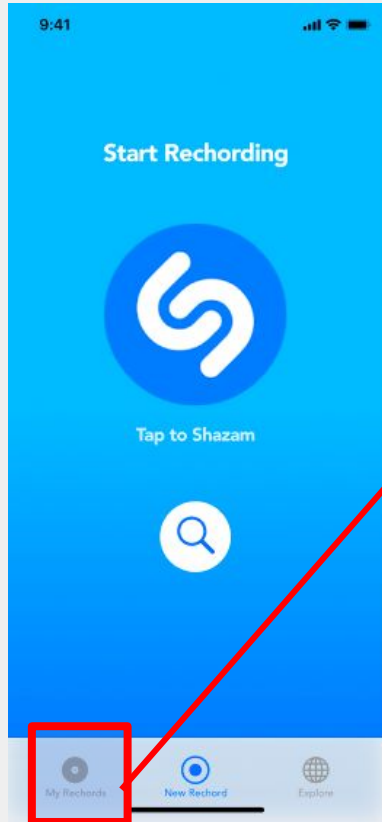 9:41
Start Rechording
Tap to Shazam
My Rechords
New Rechord
Explore